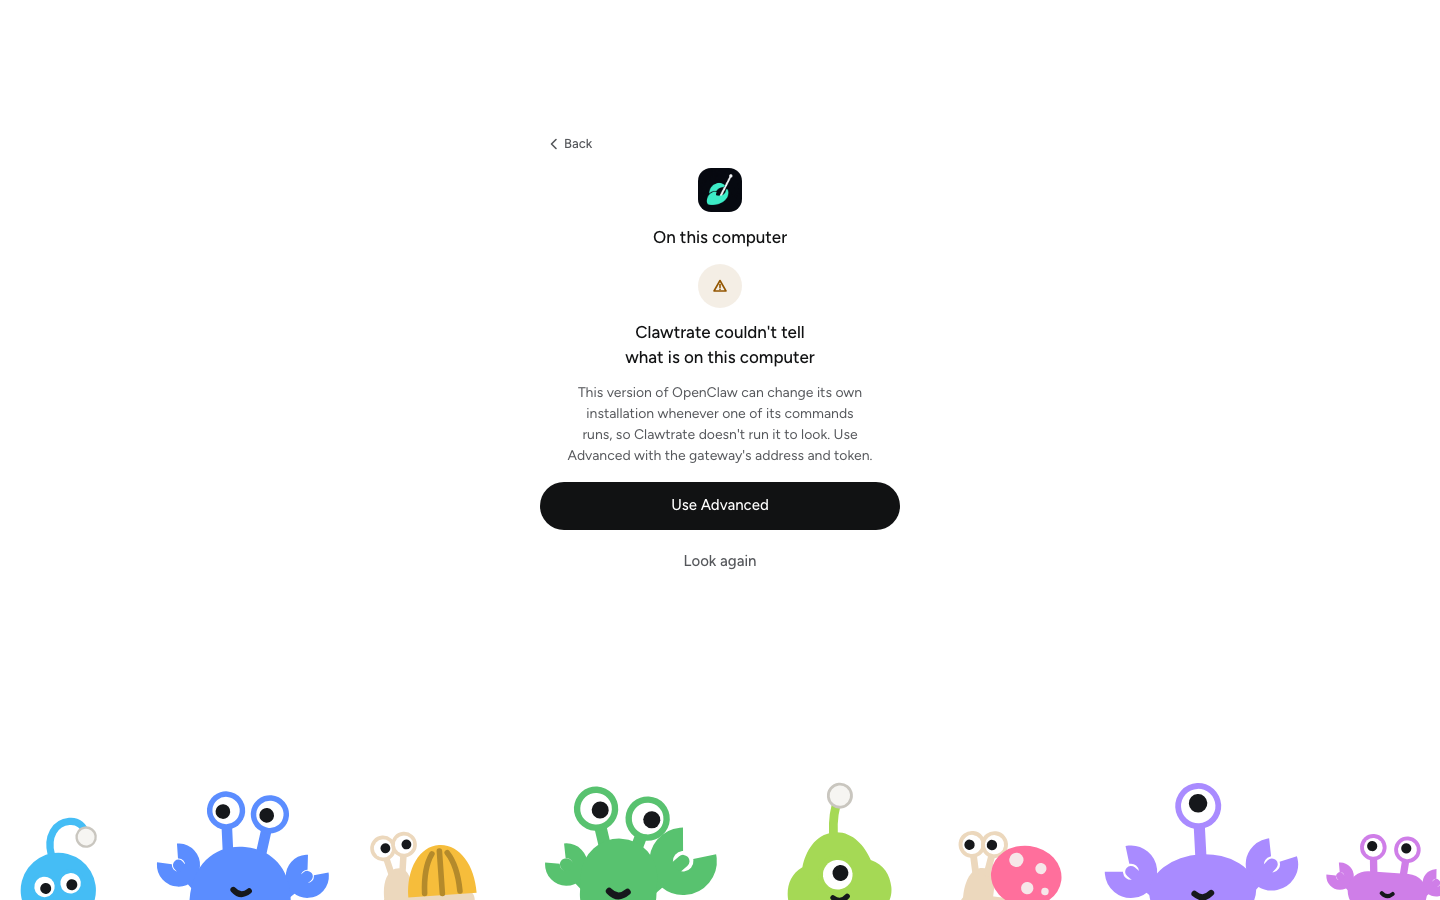 Back
On this computer
Clawtrate couldn't tell
what is on this computer
This version of OpenClaw can change its own
installation whenever one of its commands
runs, so Clawtrate doesn't run it to look. Use
Advanced with the gateway's address and token.
Use Advanced
Look again